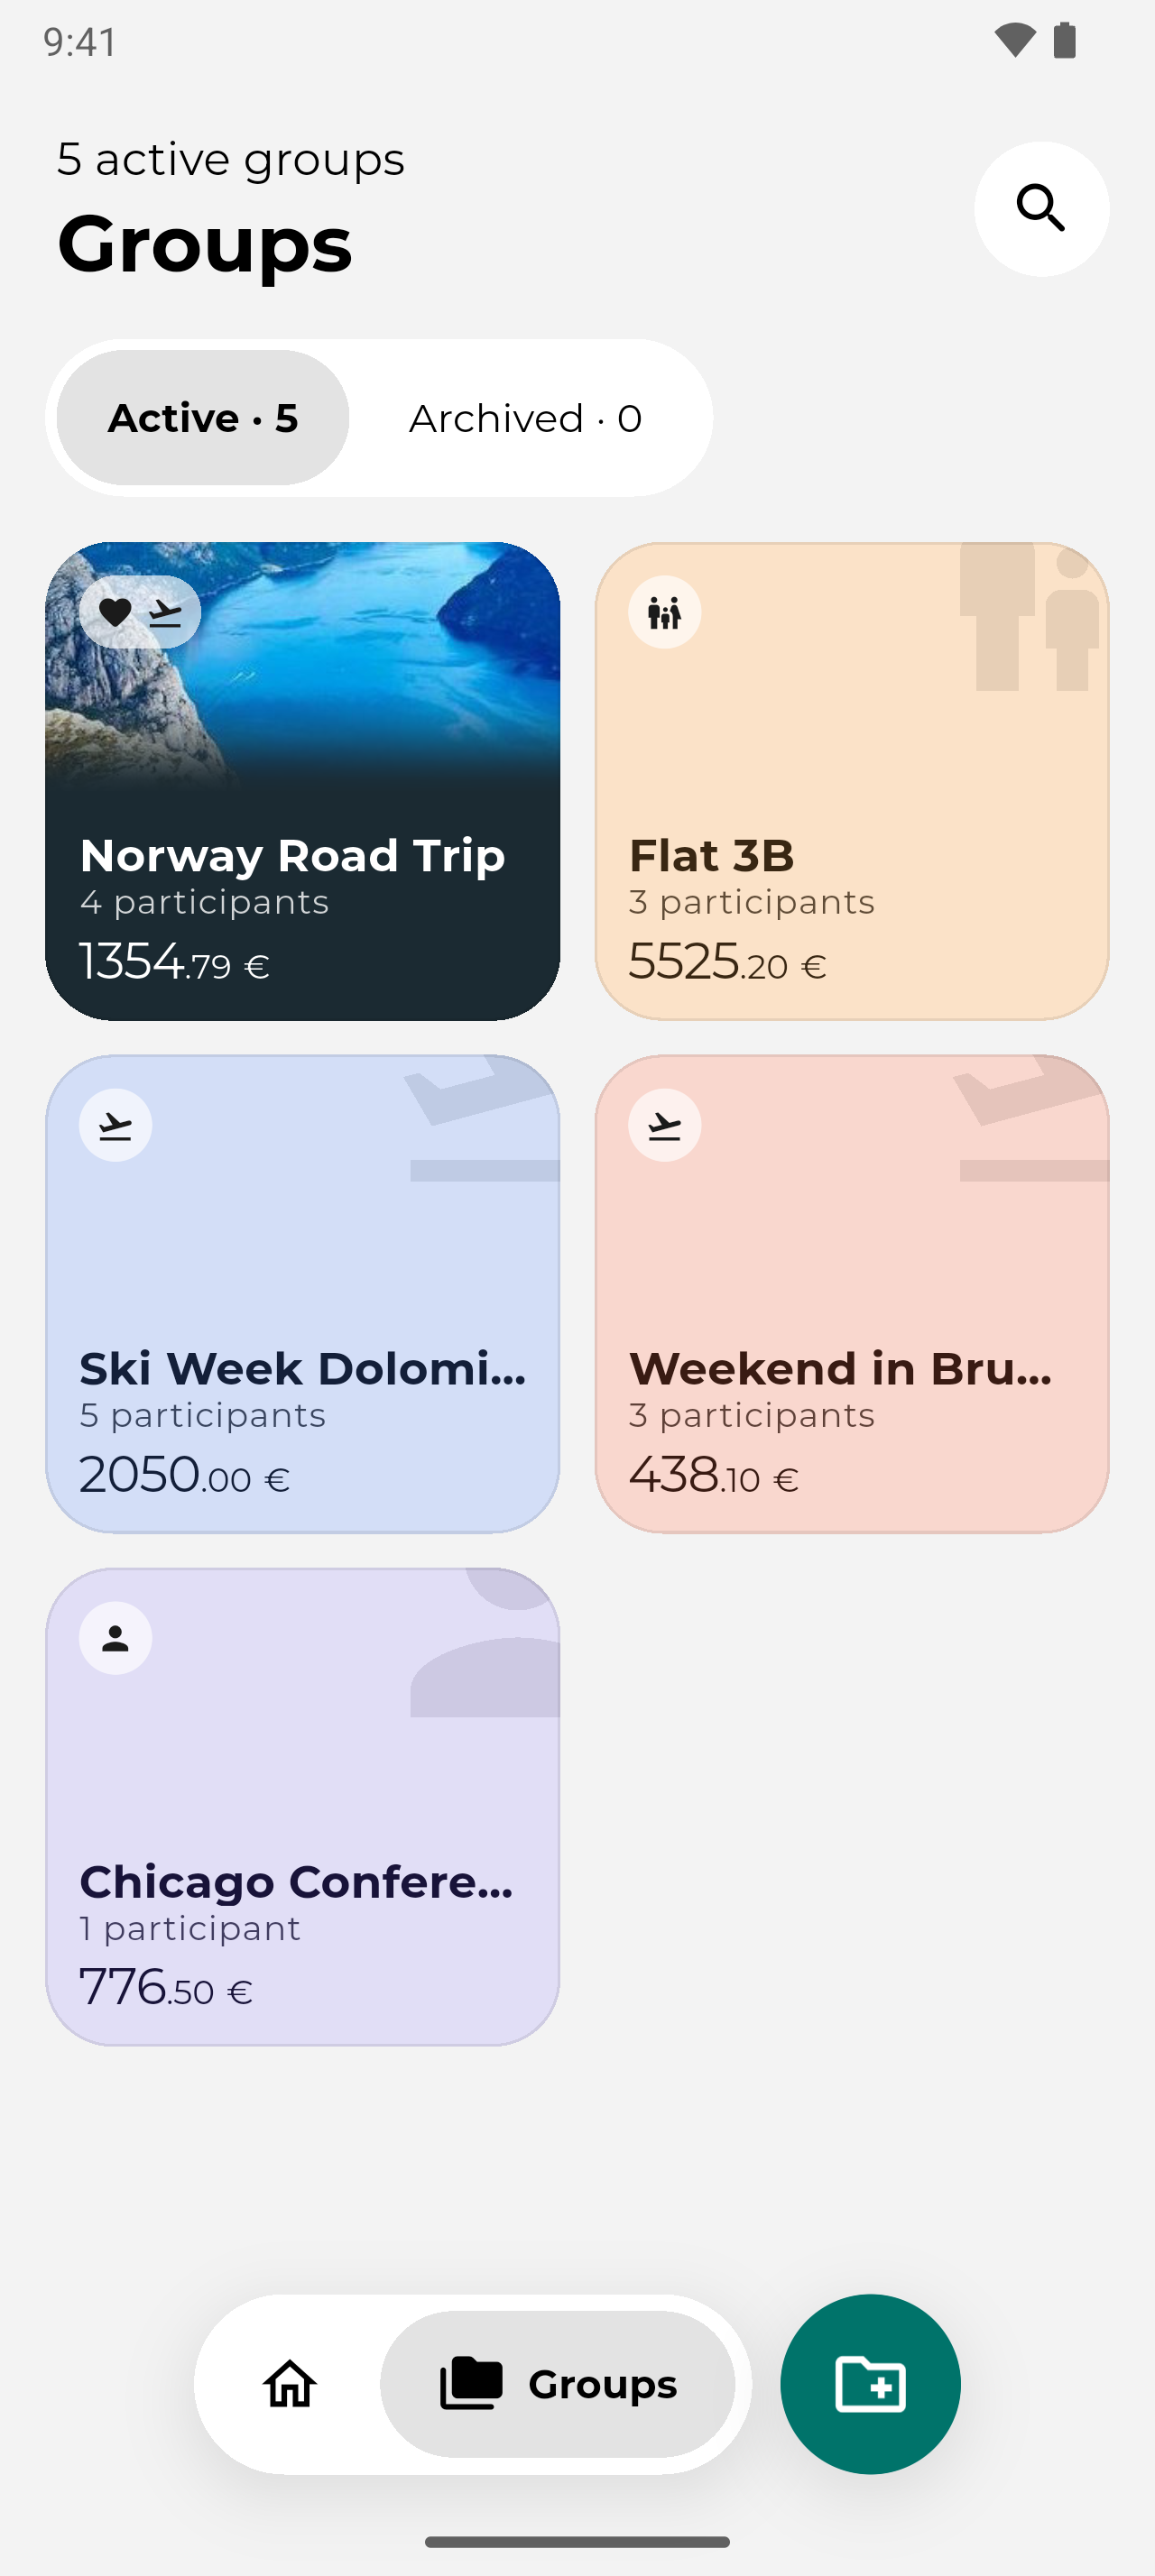 9:41
5 active groups
Groups
Active · 5
Archived · 0
Norway Road Trip
4 participants
1354.79 €
Flat 3B
3 participants
5525.20 €
Ski Week Dolomi...
5 participants
2050.00 €
Weekend in Bru...
3 participants
438.10 €
Chicago Confere...
1 participant
776.50 €
Groups